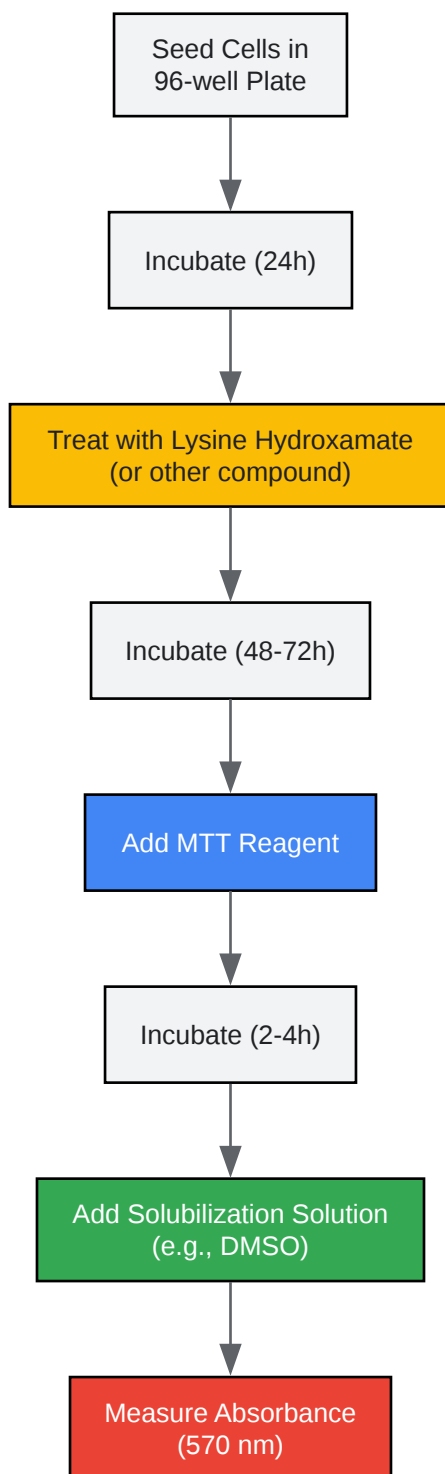 Seed Cells in
96-well Plate
Incubate (24h)
Treat with Lysine Hydroxamate
(or other compound)
Incubate (48-72h)
Add MTT Reagent
Incubate (2-4h)
Add Solubilization Solution
(e.g., DMSO)
Measure Absorbance
(570 nm)